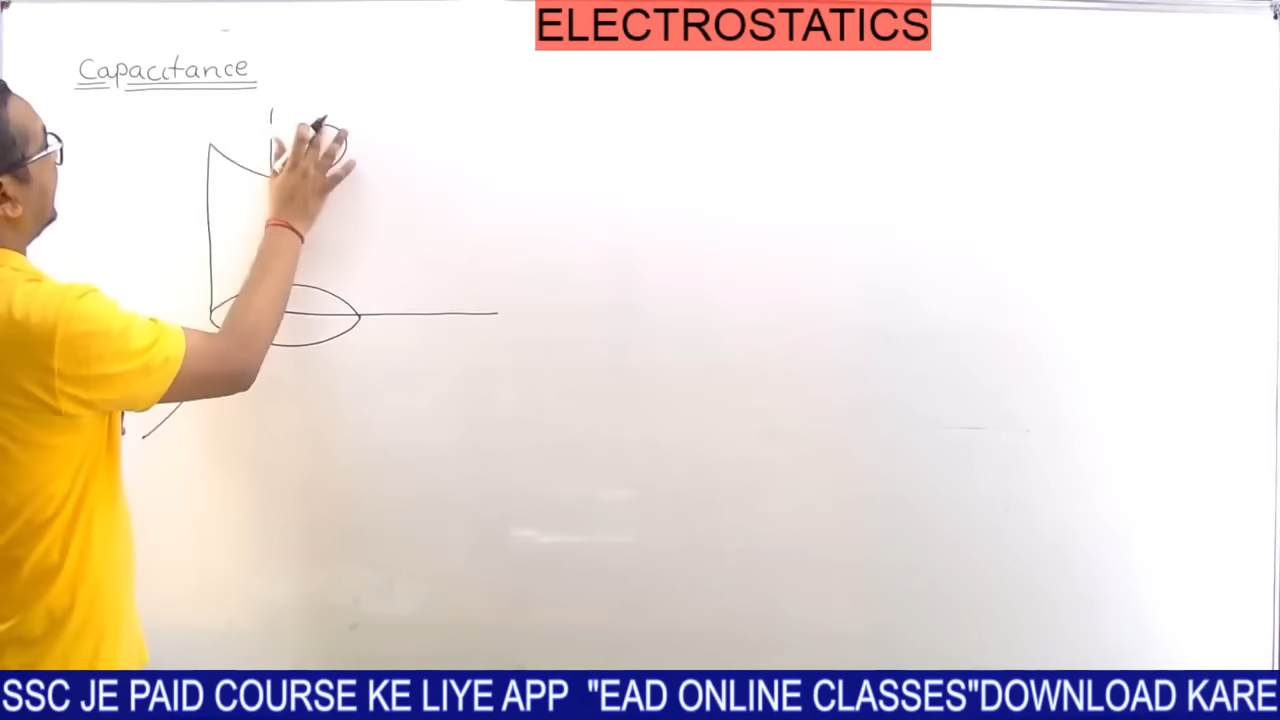 ELECTROSTATICS
Capacitance
SSC JE PAID COURSE KE LIYE APP "EAD ONLINE CLASSES"DOWNLOAD KARE